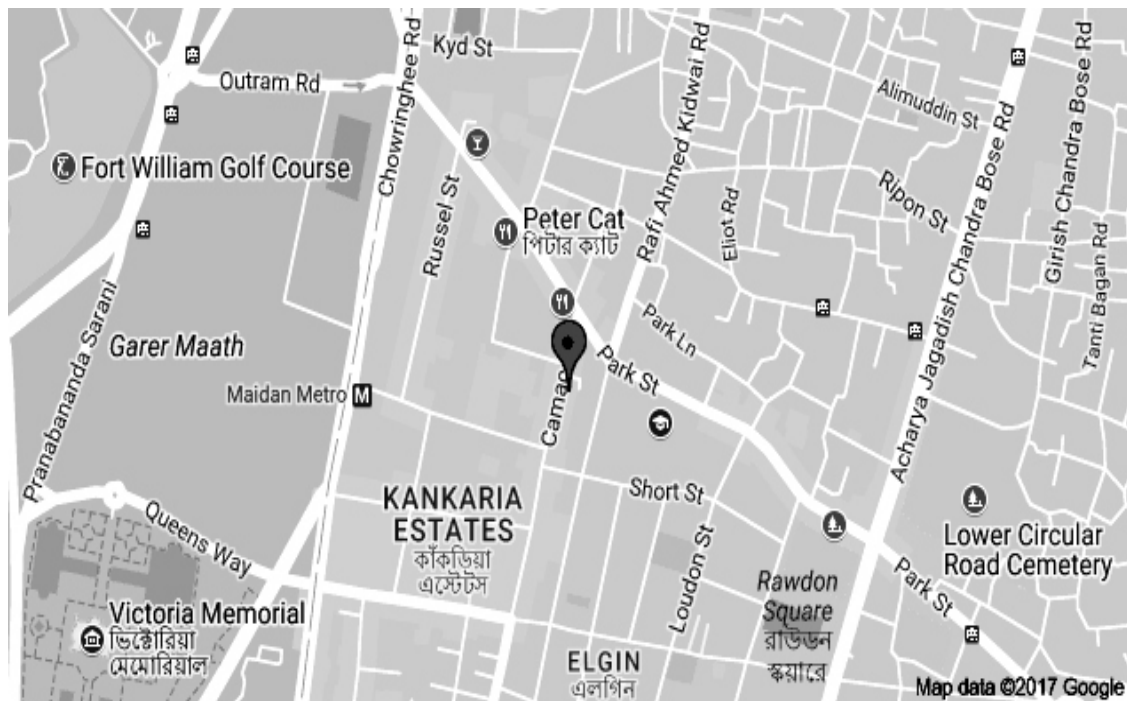 Kyd St
Outram Rd
Chowringhee Rd
Rafi Ahmed Kidwai Rd
Alimuddin St
Acharya Jagadish Chandra Bose Rd
Girish Chandra Bose Rd
Fort William Golf Course
Russel St
Peter Cat
পিটার ক্যাট
Eliot Rd
Ripon St
Tanti Bagan Rd
Pranabananda Sarani
Garer Maath
Park Ln
Park St
Maidan Metro
M
Camac
Short St
KANKARIA
ESTATES
কাঁকড়িয়া
এস্টেটস
Queens Way
Loudon St
Lower Circular
Road Cemetery
Park St
Rawdon
Square
রাউডন
স্কয়ারে
Victoria Memorial
ভিক্টোরিয়া
মেমোরিয়াল
ELGIN
এলগিন
Map data ©2017 Google